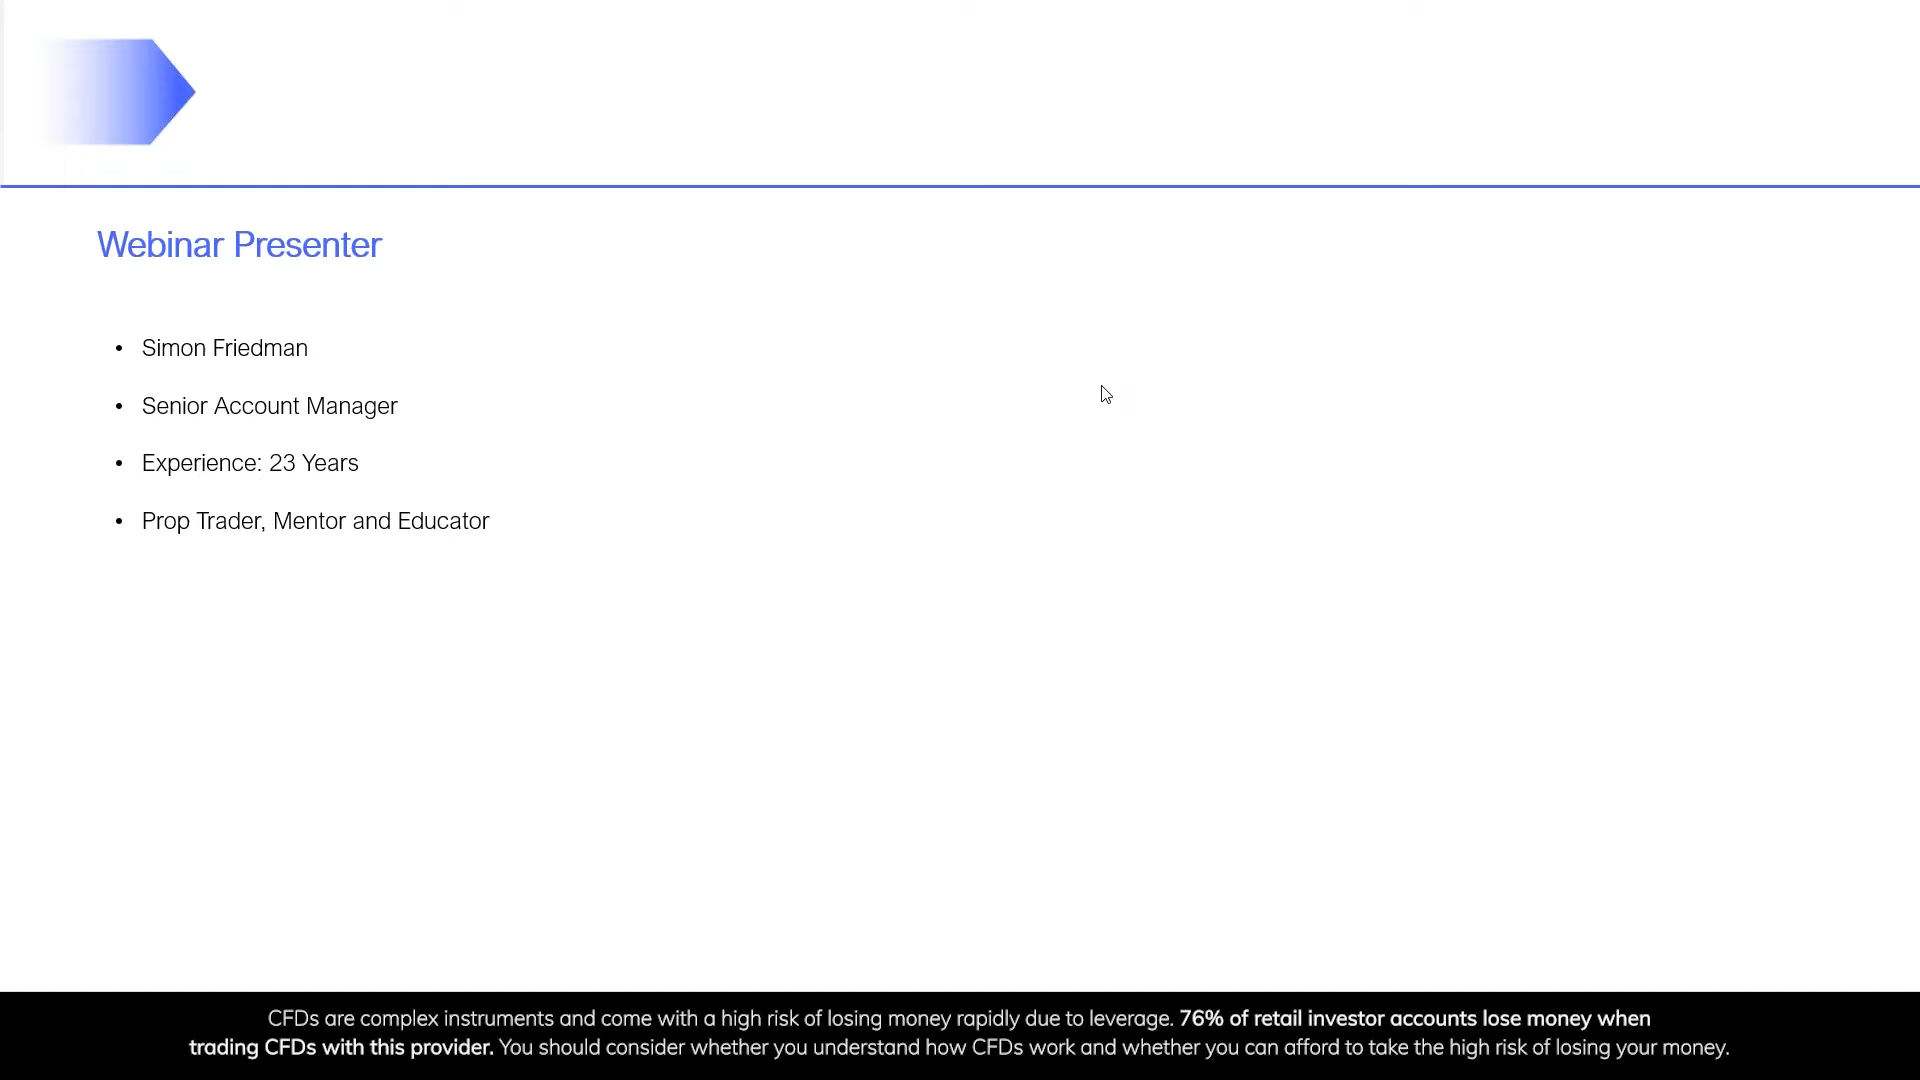 Webinar Presenter
• Simon Friedman
• Senior Account Manager
• Experience: 23 Years
• Prop Trader, Mentor and Educator
CFDs are complex instruments and come with a high risk of losing money rapidly due to leverage. 76% of retail investor accounts lose money when
trading CFDs with this provider. You should consider whether you understand how CFDs work and whether you can afford to take the high risk of losing your money.